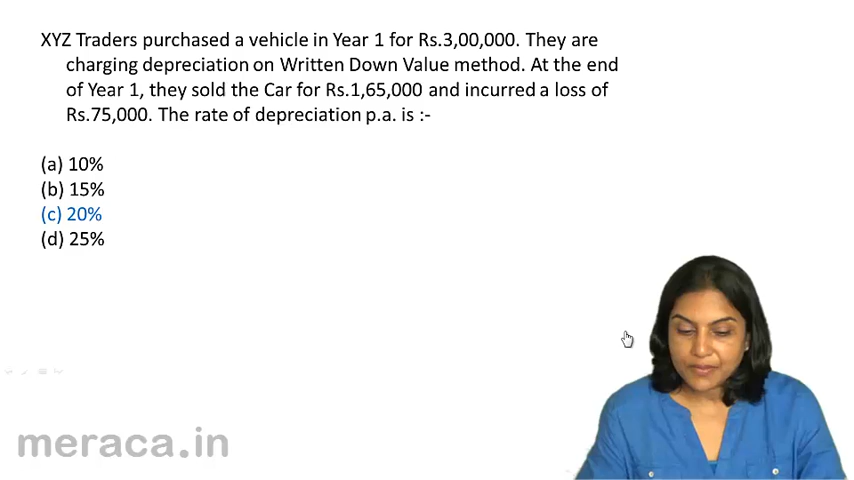 XYZ Traders purchased a vehicle in Year 1 for Rs.3,00,000. They are
charging depreciation on Written Down Value method. At the end
of Year 1, they sold the Car for Rs.1,65,000 and incurred a loss of
Rs.75,000. The rate of depreciation p.a. is :-
(a) 10%
(b) 15%
(c) 20%
(d) 25%
meraca.in